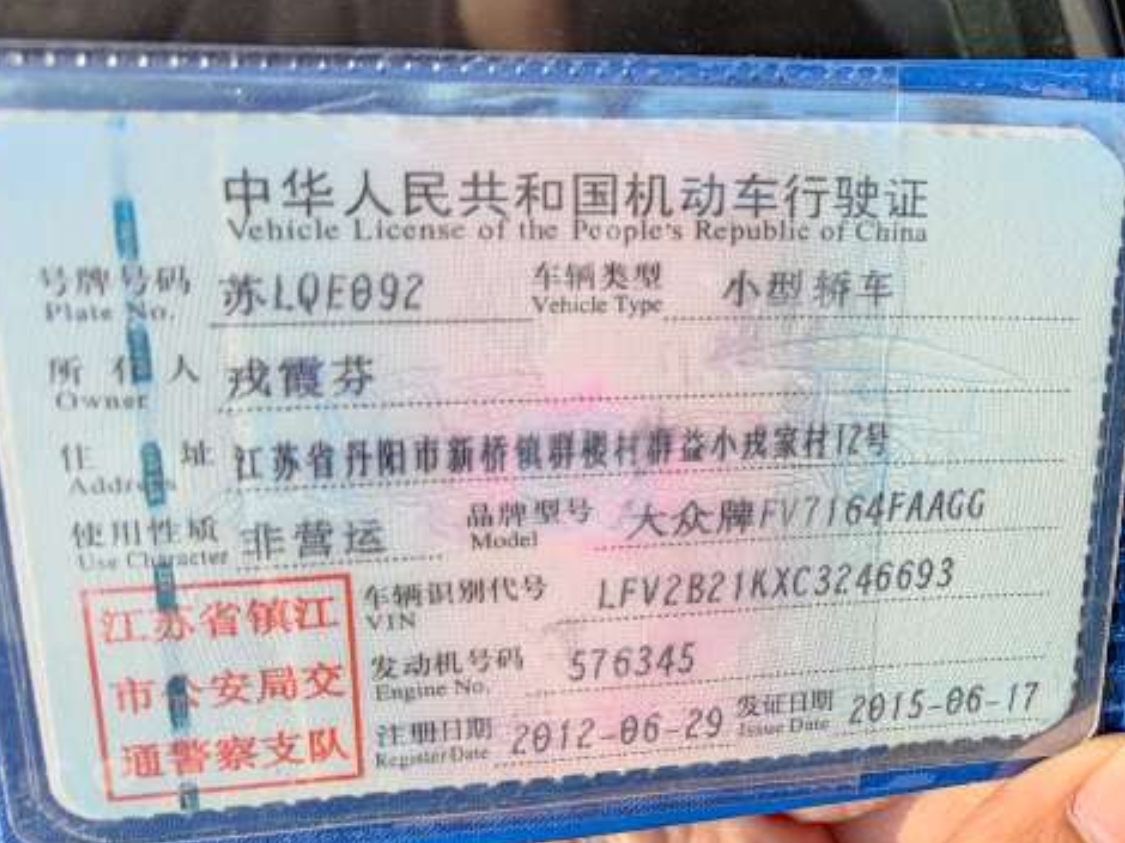 中华人民共和国机动车行驶证
Vehicle License of the People's Republic of China
号牌号码 苏LQE092 车辆类型 小型轿车
Plate No. Vehicle Type
所有人 戎霞芬
Owner
住址 江苏省丹阳市新桥镇群楼村群益小戎家村12号
Address
使用性质 非营运 品牌型号 大众牌FV7164FAAGG
Use Character Model
车辆识别代号 LFV2B21KXC3246693
VIN
发动机号码 576345
Engine No.
注册日期 2012-06-29 发证日期 2015-06-17
Register Date Issue Date
江苏省镇江
市公安局交
通警察支队